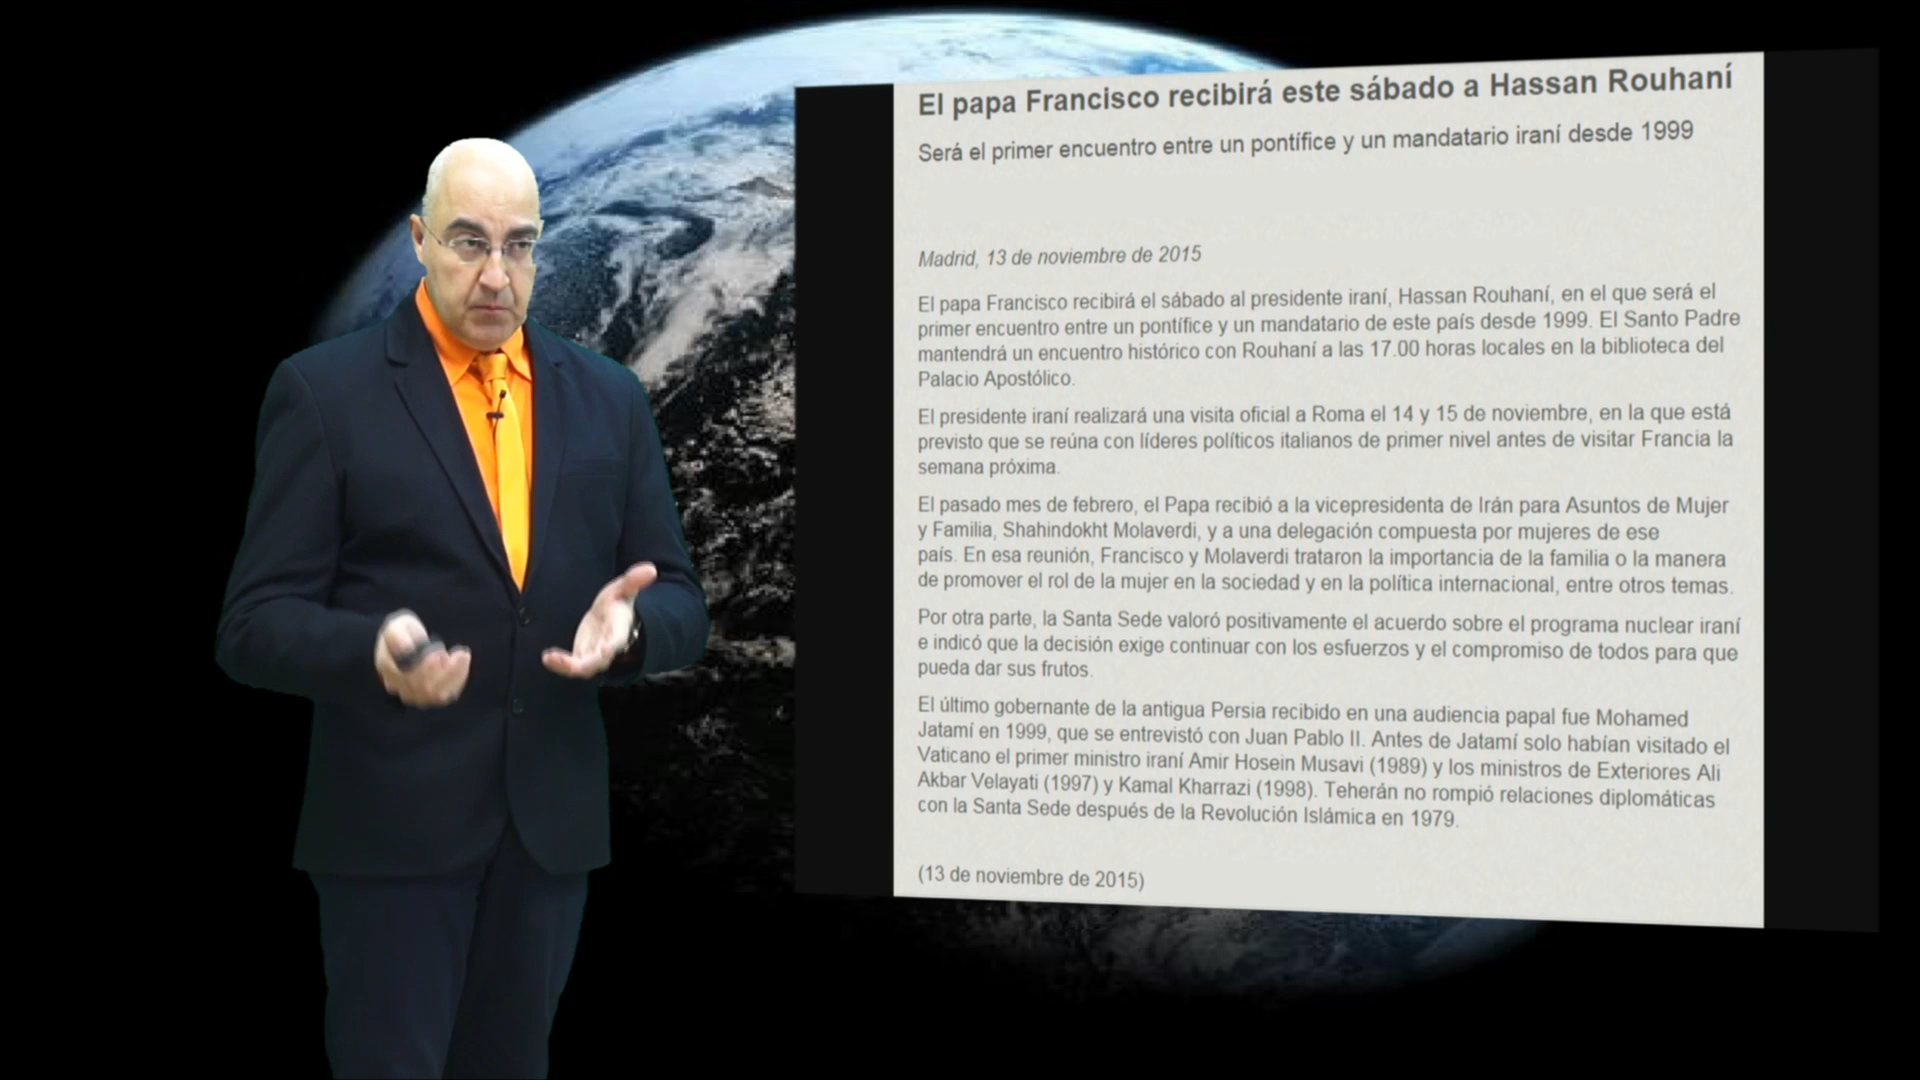 El papa Francisco recibirá este sábado a Hassan Rouhaní
Será el primer encuentro entre un pontífice y un mandatario iraní desde 1999
Madrid, 13 de noviembre de 2015
El papa Francisco recibirá el sábado al presidente iraní, Hassan Rouhaní, en el que será el
primer encuentro entre un pontífice y un mandatario de este país desde 1999. El Santo Padre
mantendrá un encuentro histórico con Rouhaní a las 17.00 horas locales en la biblioteca del
Palacio Apostólico.
El presidente iraní realizará una visita oficial a Roma el 14 y 15 de noviembre, en la que está
previsto que se reúna con líderes políticos italianos de primer nivel antes de visitar Francia la
semana próxima.
El pasado mes de febrero, el Papa recibió a la vicepresidenta de Irán para Asuntos de Mujer
y Familia, Shahindokht Molaverdi, y a una delegación compuesta por mujeres de ese
país. En esa reunión, Francisco y Molaverdi trataron la importancia de la familia o la manera
de promover el rol de la mujer en la sociedad y en la política internacional, entre otros temas.
Por otra parte, la Santa Sede valoró positivamente el acuerdo sobre el programa nuclear iraní
e indicó que la decisión exige continuar con los esfuerzos y el compromiso de todos para que
pueda dar sus frutos.
El último gobernante de la antigua Persia recibido en una audiencia papal fue Mohamed
Jatamí en 1999, que se entrevistó con Juan Pablo II. Antes de Jatamí solo habían visitado el
Vaticano el primer ministro iraní Amir Hosein Musavi (1989) y los ministros de Exteriores Ali
Akbar Velayati (1997) y Kamal Kharrazi (1998). Teherán no rompió relaciones diplomáticas
con la Santa Sede después de la Revolución Islámica en 1979.
(13 de noviembre de 2015)